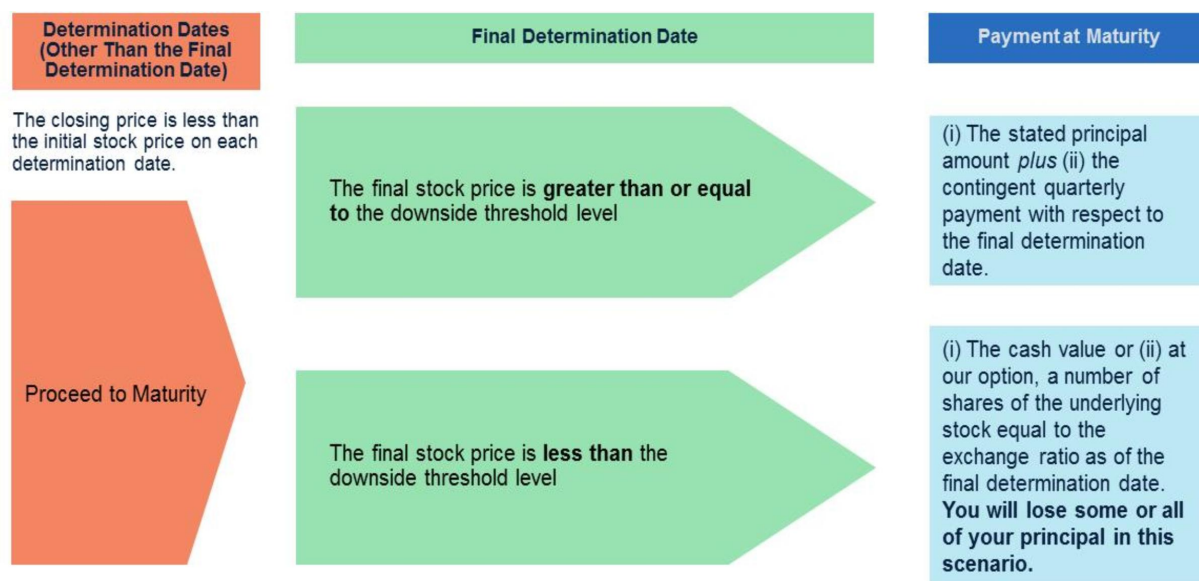 Determination Dates
(Other Than the Final
Determination Date)
Final Determination Date
Payment at Maturity
The closing price is less than
the initial stock price on each
determination date.
Proceed to Maturity
The final stock price is greater than or equal
to the downside threshold level
(i) The stated principal
amount plus (ii) the
contingent quarterly
payment with respect to
the final determination
date.
The final stock price is less than the
downside threshold level
(i) The cash value or (ii) at
our option, a number of
shares of the underlying
stock equal to the
exchange ratio as of the
final determination date.
You will lose some or all
of your principal in this
scenario.